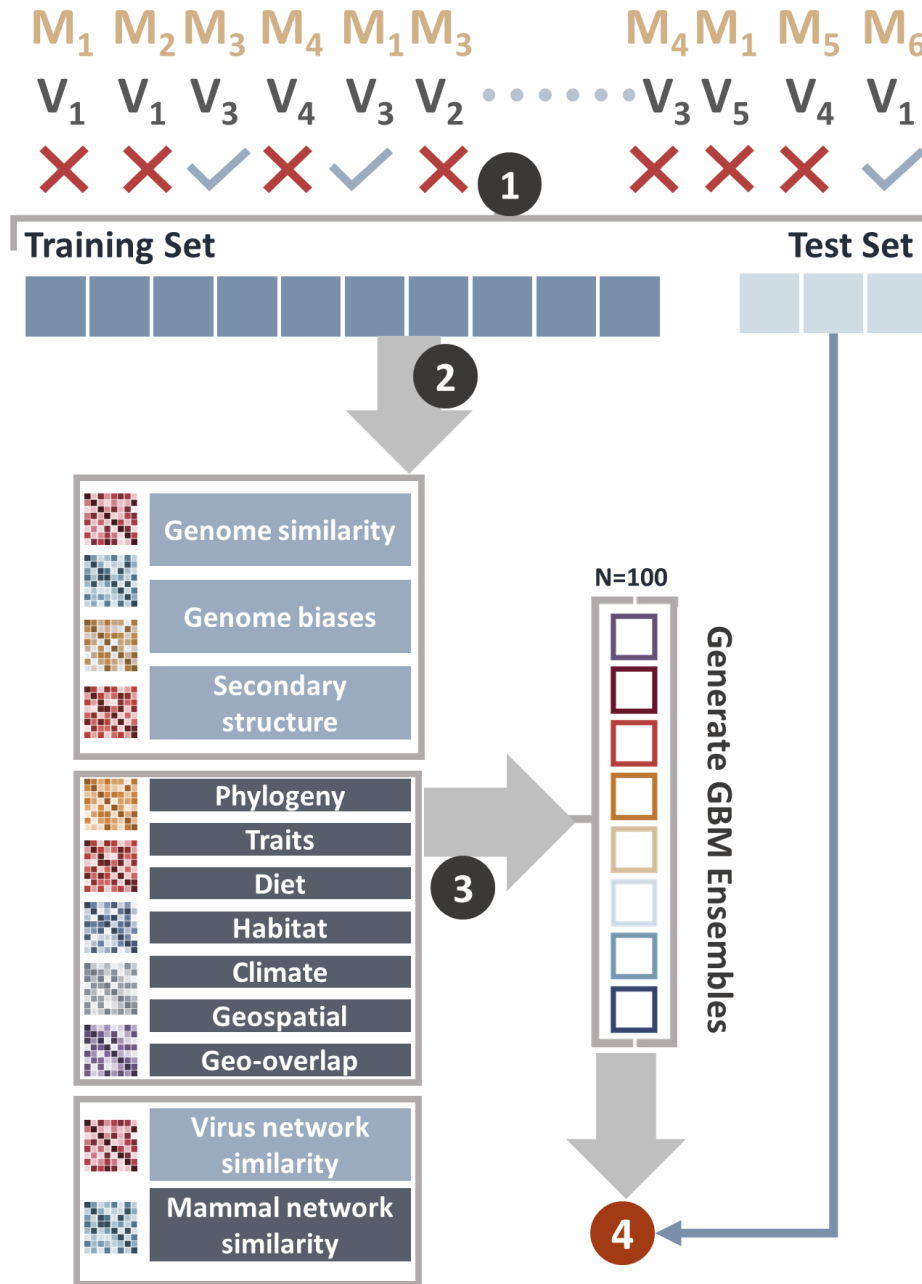 M1 M2 M3 M4 M1 M3 M4 M1 M5 M6
V1 V1 V3 V4 V3 V2 V3 V5 V4 V1
1
Training Set
Test Set
2
Genome similarity
Genome biases
Secondary
structure
Phylogeny
Traits
Diet
Habitat
Climate
Geospatial
Geo-overlap
Virus network
similarity
Mammal network
similarity
3
N=100
Generate GBM Ensembles
4